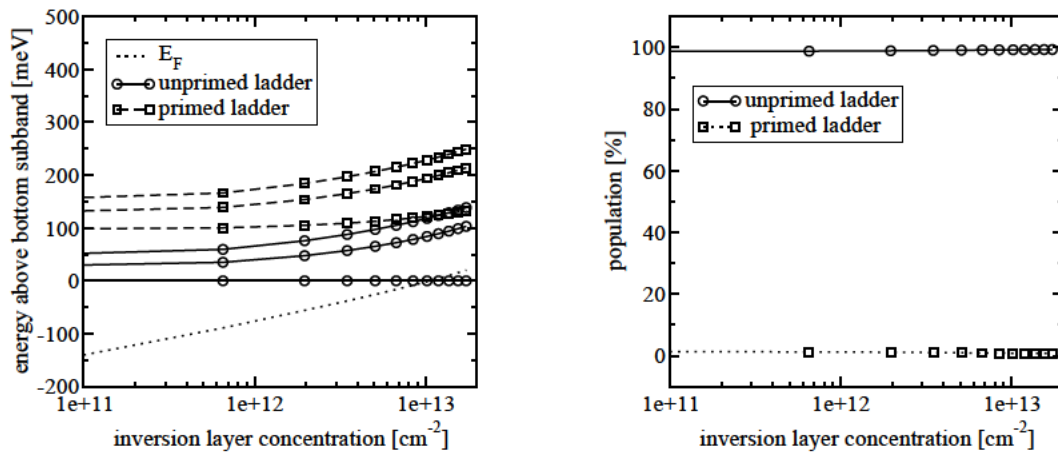 energy above bottom subband [meV]
500
400
300
200
100
0
-100
-200
E_F
unprimed ladder
primed ladder
1e+11
1e+12
1e+13
inversion layer concentration [cm^-2]
population [%]
100
80
60
40
20
0
unprimed ladder
primed ladder
1e+11
1e+12
1e+13
inversion layer concentration [cm^-2]